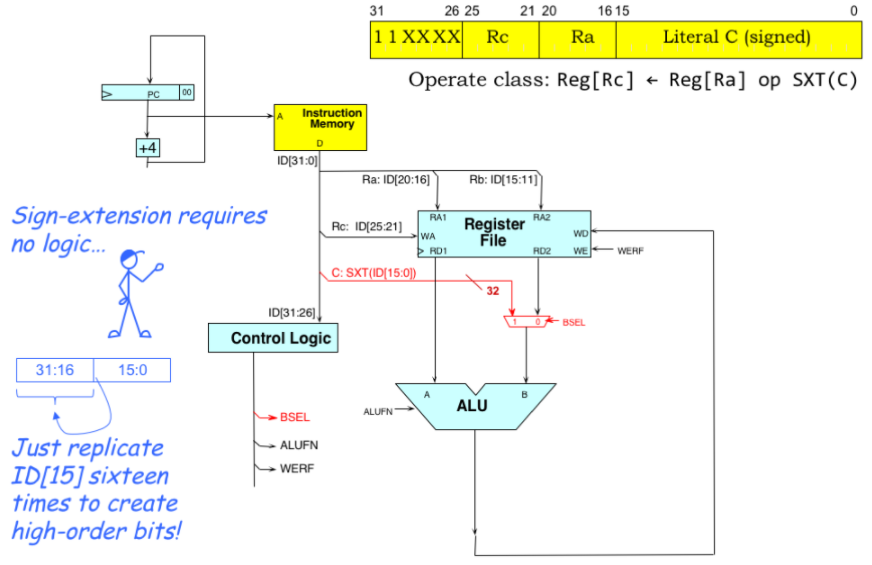 31 26 25 21 20 16 15 0
1 1 XXXX Rc Ra Literal C (signed)
Operate class: Reg[Rc] ← Reg[Ra] op SXT(C)
PC 00
+4
A Instruction
Memory
D
ID[31:0]
Ra: ID[20:16] Rb: ID[15:11]
RA1 Register RA2
File
WA WD
Rc: ID[25:21]
RD1 RD2 WE WERF
Sign-extension requires
no logic...
C: SXT(ID[15:0])
32
1 0 BSEL
ID[31:26]
Control Logic
31:16 15:0
A B
ALU
ALUFN
BSEL
ALUFN
WERF
Just replicate
ID[15] sixteen
times to create
high-order bits!